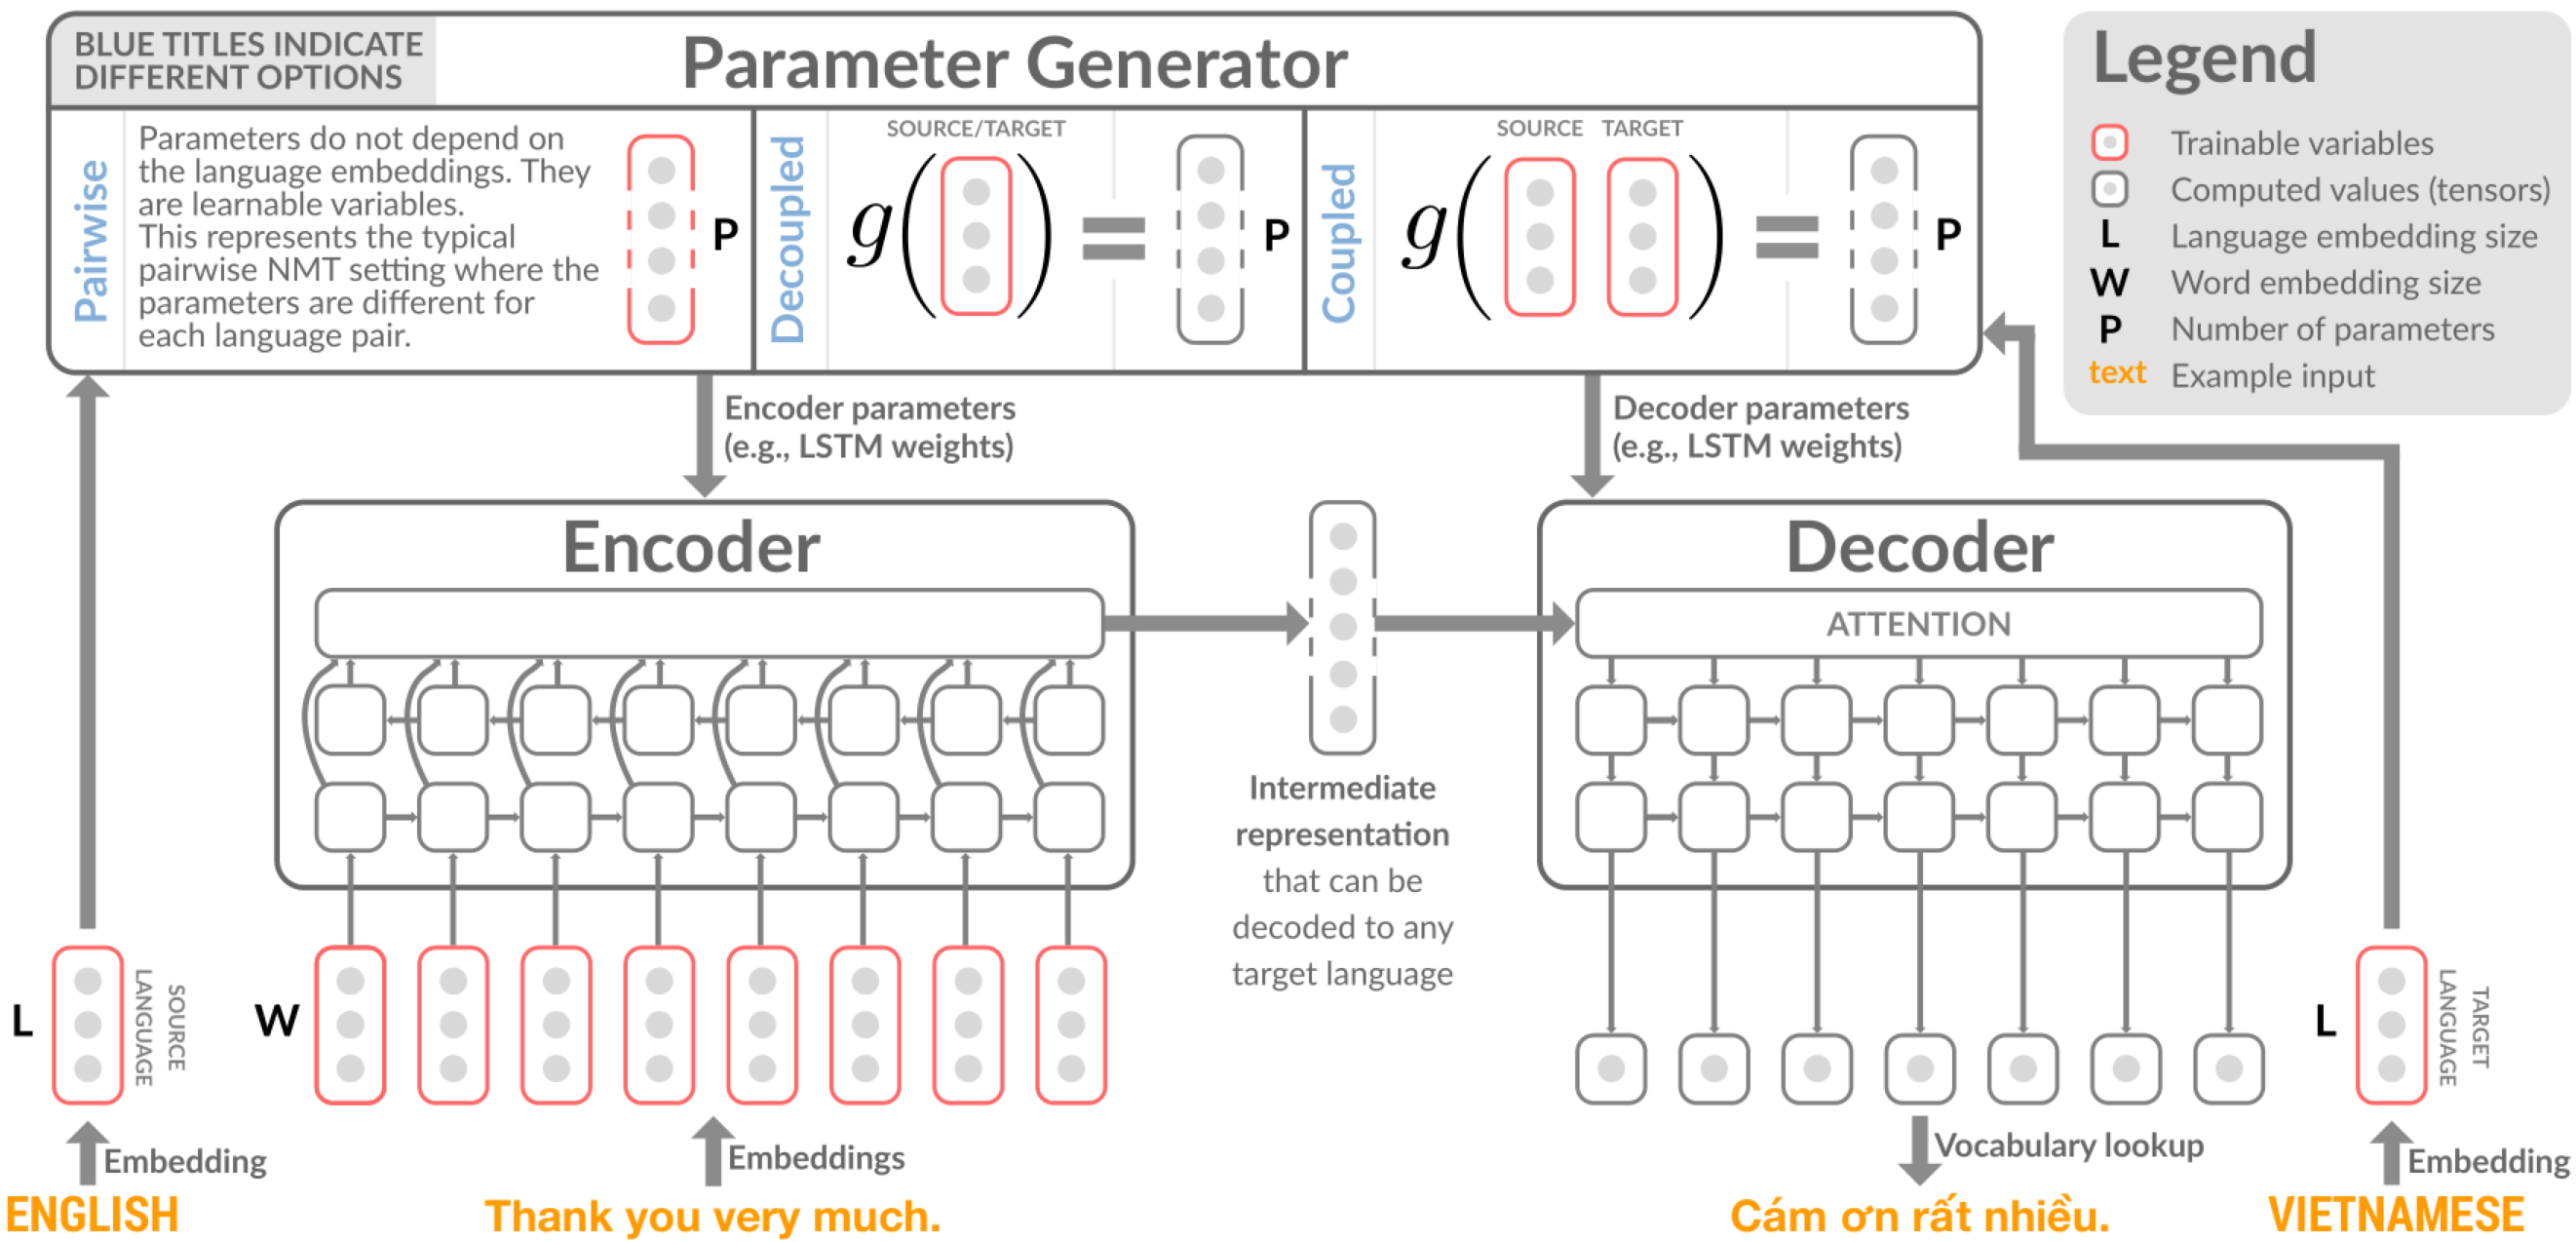 BLUE TITLES INDICATE
DIFFERENT OPTIONS
Parameter Generator
Pairwise
Parameters do not depend on
the language embeddings. They
are learnable variables.
This represents the typical
pairwise NMT setting where the
parameters are different for
each language pair.
P
Decoupled
SOURCE/TARGET
g( ) =
P
Coupled
SOURCE TARGET
g( ) =
P
Legend
Trainable variables
Computed values (tensors)
L Language embedding size
W Word embedding size
P Number of parameters
text Example input
Encoder parameters
(e.g., LSTM weights)
Decoder parameters
(e.g., LSTM weights)
Encoder
Intermediate
representation
that can be
decoded to any
target language
Decoder
ATTENTION
L
SOURCE
LANGUAGE
W
L
TARGET
LANGUAGE
Embedding
Embeddings
Vocabulary lookup
Embedding
ENGLISH
Thank you very much.
Cám ơn rất nhiều.
VIETNAMESE